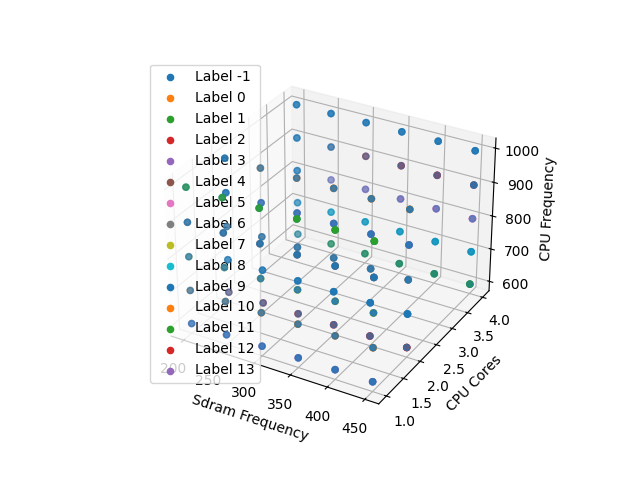 Label -1
Label 0
Label 1
Label 2
Label 3
Label 4
Label 5
Label 6
Label 7
Label 8
Label 9
Label 10
Label 11
Label 12
Label 13
200
250
300
350
400
450
Sdram Frequency
1.0
1.5
2.0
2.5
3.0
3.5
4.0
CPU Cores
600
700
800
900
1000
CPU Frequency